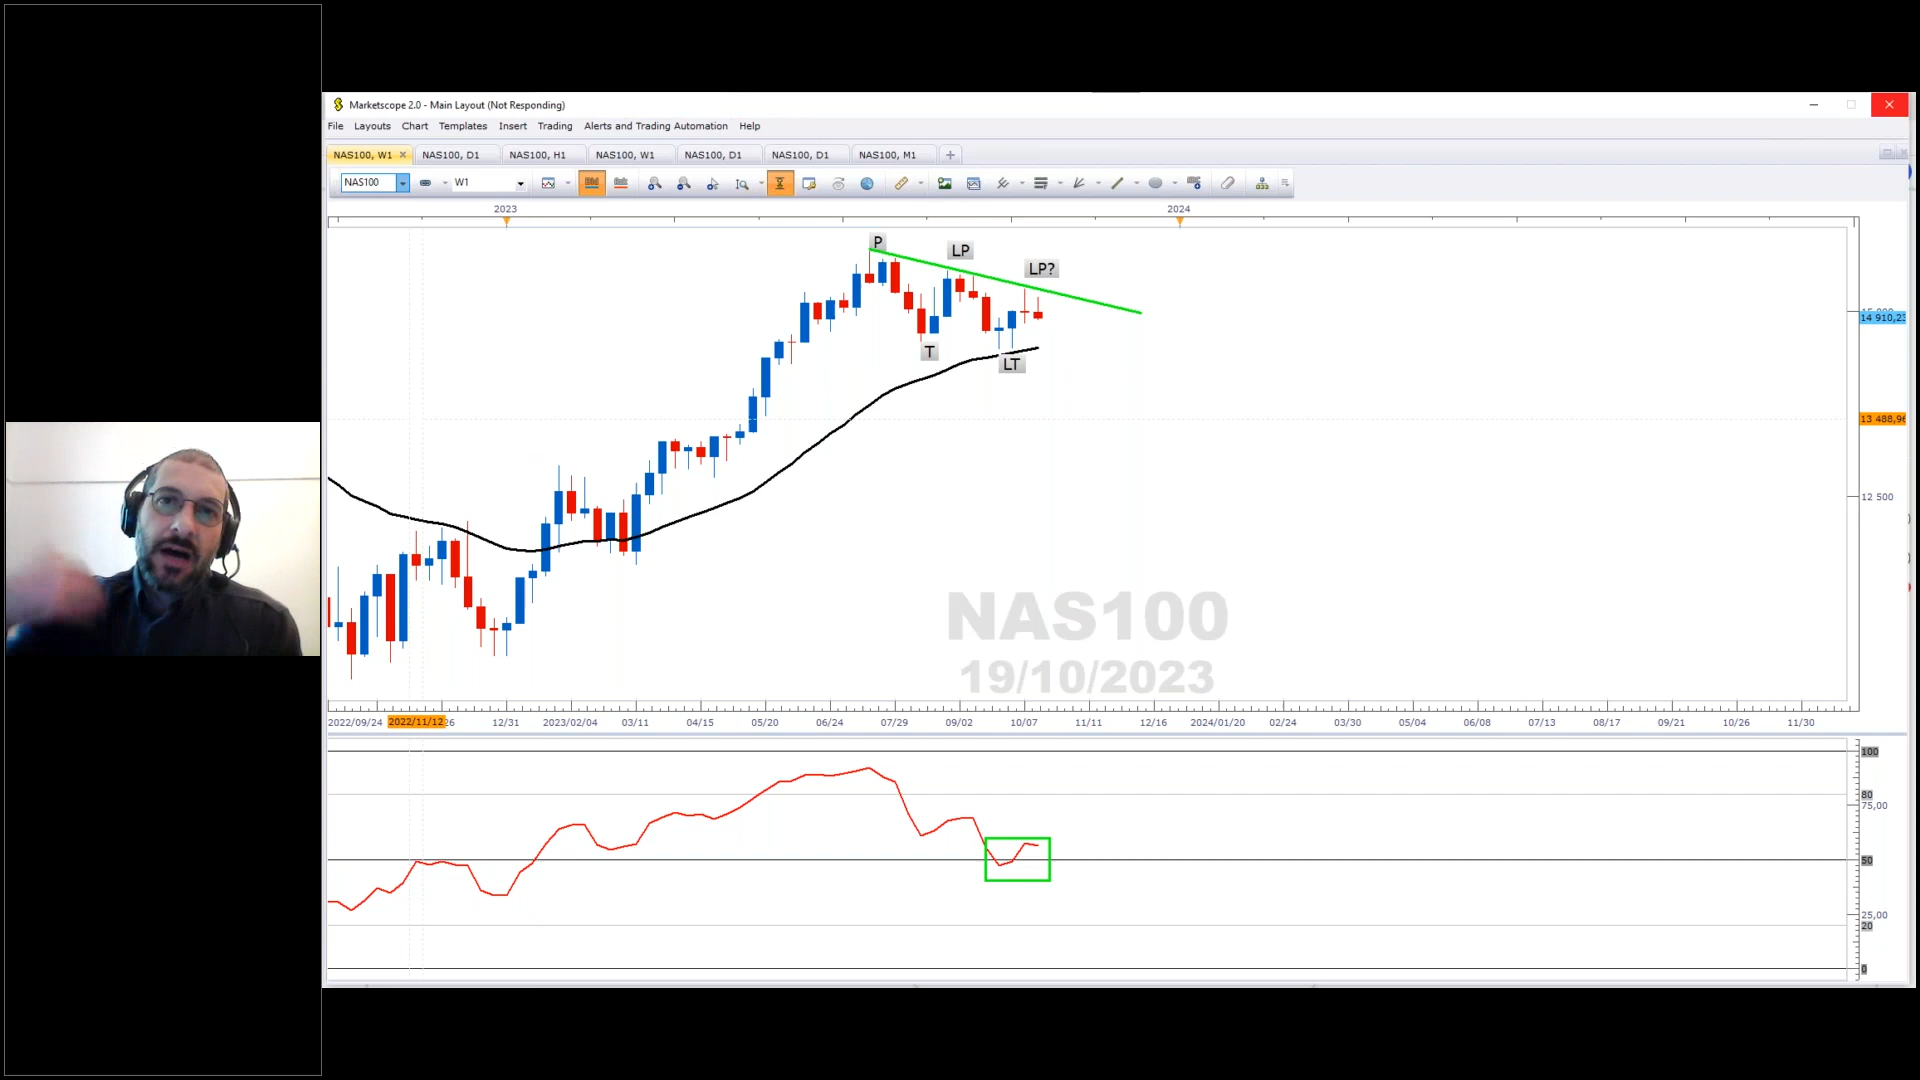 Marketscope 2.0 - Main Layout (Not Responding)
File Layouts Chart Templates Insert Trading Alerts and Trading Automation Help
NAS100, W1 NAS100, D1 NAS100, H1 NAS100, W1 NAS100, D1 NAS100, D1 NAS100, M1
NAS100 W1
2023 2024
P
LP
LP?
T
LT
14 910,23
13 488,96
12 500
NAS100
19/10/2023
2022/09/24 2022/11/12 26 12/31 2023/02/04 03/11 04/15 05/20 06/24 07/29 09/02 10/07 11/11 12/16 2024/01/20 02/24 03/30 05/04 06/08 07/13 08/17 09/21 10/26 11/30
100
80
75,00
50
25,00
20
0